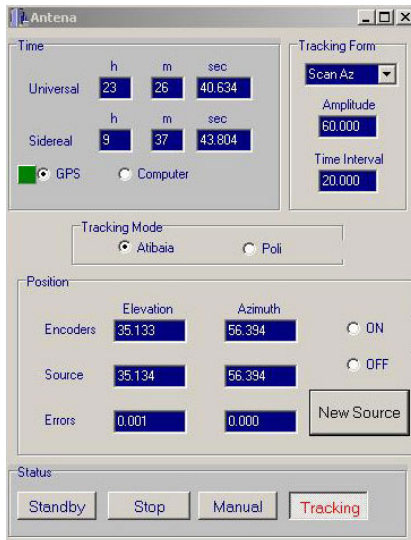 Antena
Time
h m sec
Universal 23 26 40.634
h m sec
Sidereal 9 37 43.804
GPS Computer
Tracking Form
Scan Az
Amplitude
60.000
Time Interval
20.000
Tracking Mode
Atibaia Poli
Position
Elevation Azimuth
Encoders 35.133 56.394 ON
OFF
Source 35.134 56.394
Errors 0.001 0.000 New Source
Status
Standby Stop Manual Tracking